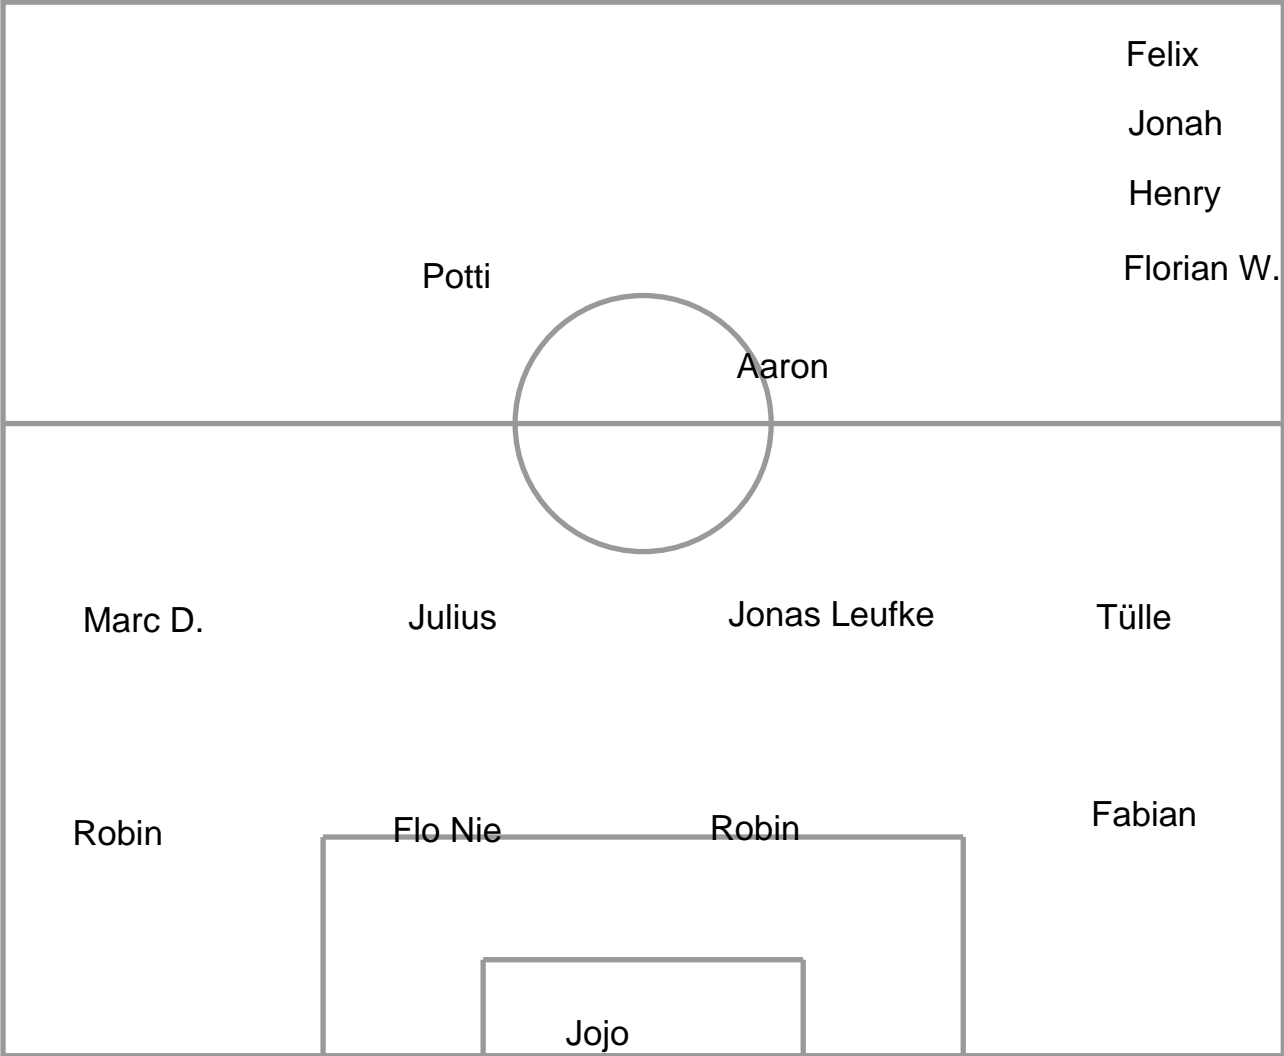 Felix
Jonah
Henry
Florian W.
Potti
Aaron
Marc D.
Julius
Jonas Leufke
Tülle
Robin
Flo Nie
Robin
Fabian
Jojo